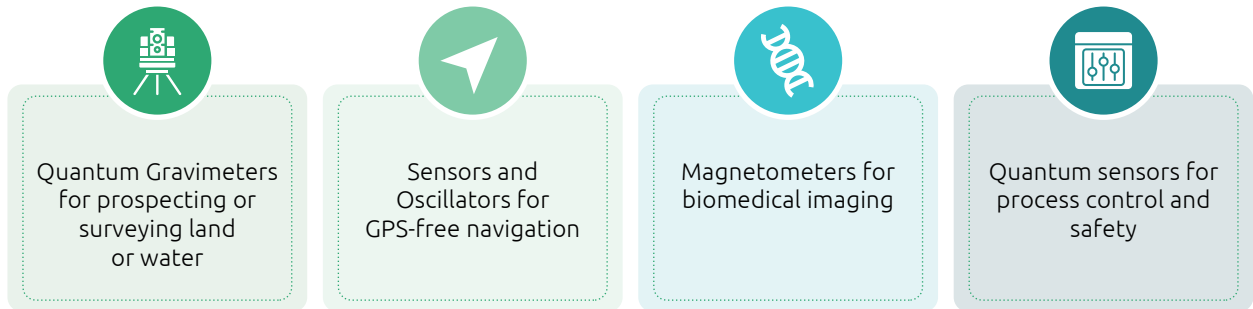 Quantum Gravimeters
for prospecting or
surveying land
or water
Sensors and
Oscillators for
GPS-free navigation
Magnetometers for
biomedical imaging
Quantum sensors for
process control and
safety